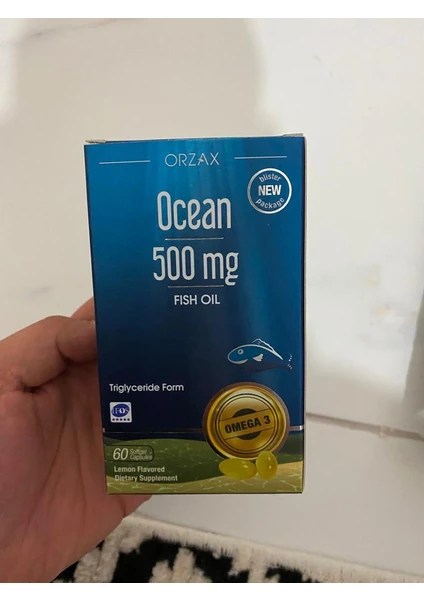 ORZAX
blister
NEW
package
Ocean
500 mg
FISH OIL
Triglyceride Form
OMEGA 3
60 Softgel
Capsules
Lemon Flavored
Dietary Supplement